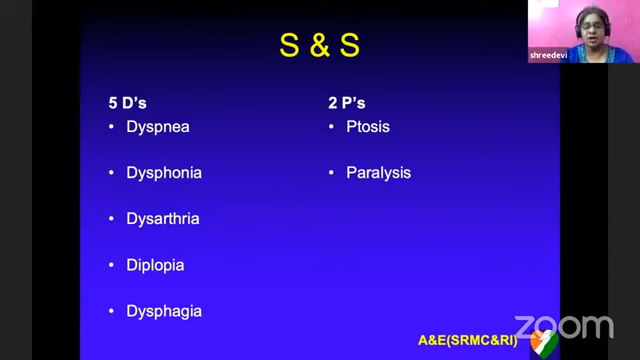 S & S
shreedevi
5 D's
• Dyspnea
• Dysphonia
• Dysarthria
• Diplopia
• Dysphagia
2 P's
• Ptosis
• Paralysis
A&E(SRMC&RI)
zoom